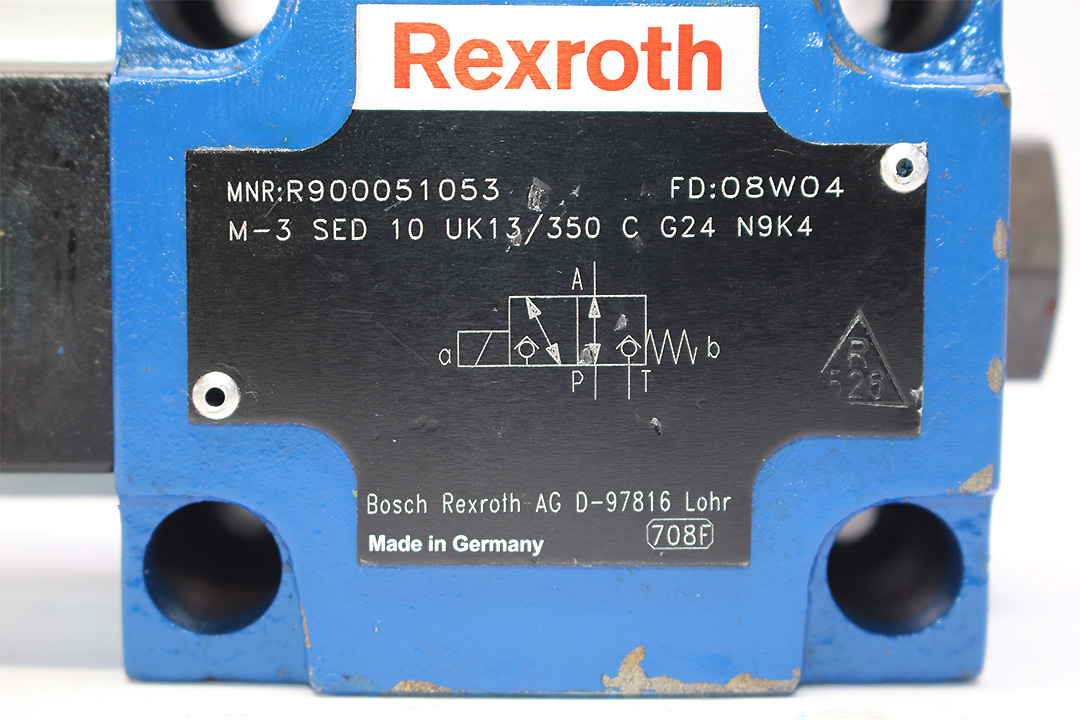 Rexroth
MNR:R900051053 FD:08W04
M-3 SED 10 UK13/350 C G24 N9K4
A
a
b
P T
R
526
Bosch Rexroth AG D-97816 Lohr
Made in Germany
708F